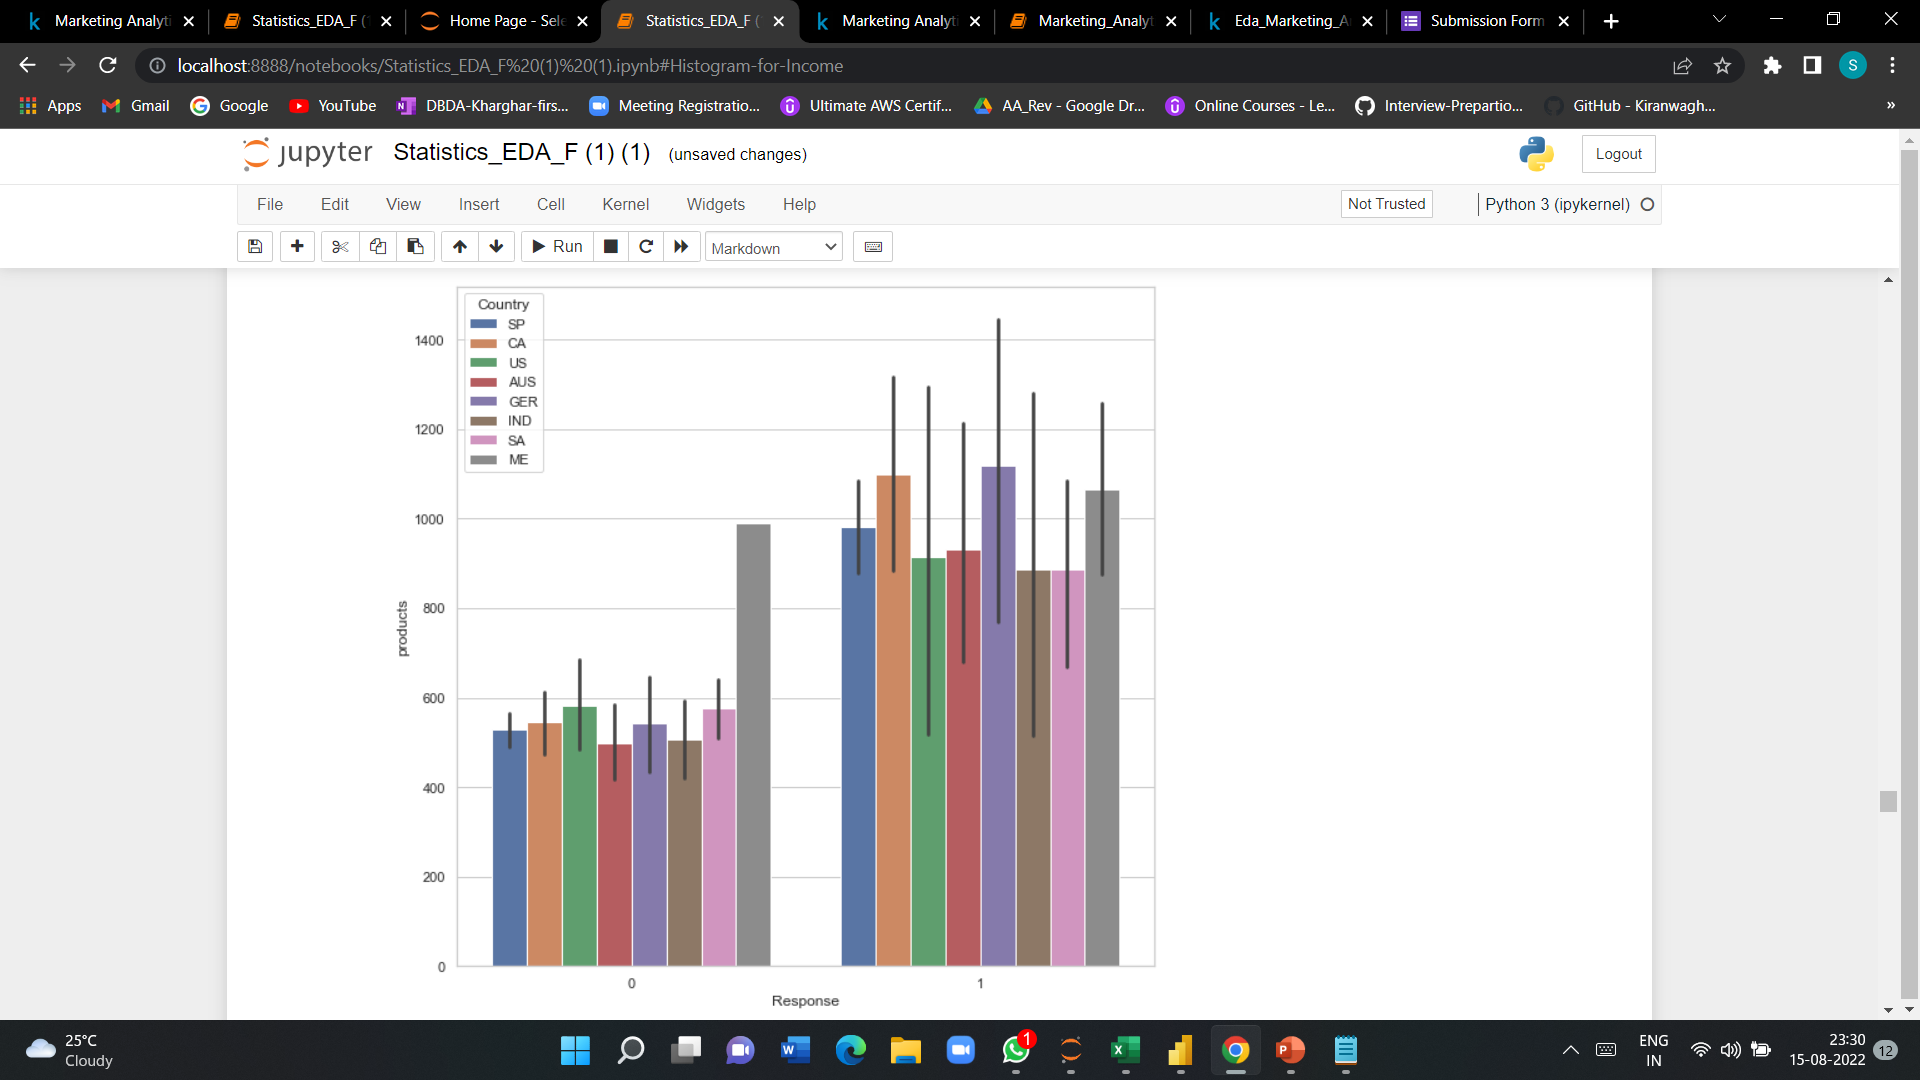 Marketing Analyti
Statistics_EDA_F (
Home Page - Sele
Statistics_EDA_F (
Marketing Analyti
Marketing_Analyt
Eda_Marketing_A
Submission Form
localhost:8888/notebooks/Statistics_EDA_F%20(1)%20(1).ipynb#Histogram-for-Income
S
Apps
Gmail
Google
YouTube
DBDA-Kharghar-firs...
Meeting Registratio...
Ultimate AWS Certif...
AA_Rev - Google Dr...
Online Courses - Le...
Interview-Prepartio...
GitHub - Kiranwagh...
»
jupyter Statistics_EDA_F (1) (1) (unsaved changes)
Logout
File Edit View Insert Cell Kernel Widgets Help
Not Trusted
Python 3 (ipykernel)
Run
Markdown
Country
SP
CA
US
AUS
GER
IND
SA
ME
1400
1200
1000
800
600
400
200
0
products
0 1
Response
25°C
Cloudy
1
ENG
IN
23:30
15-08-2022
12